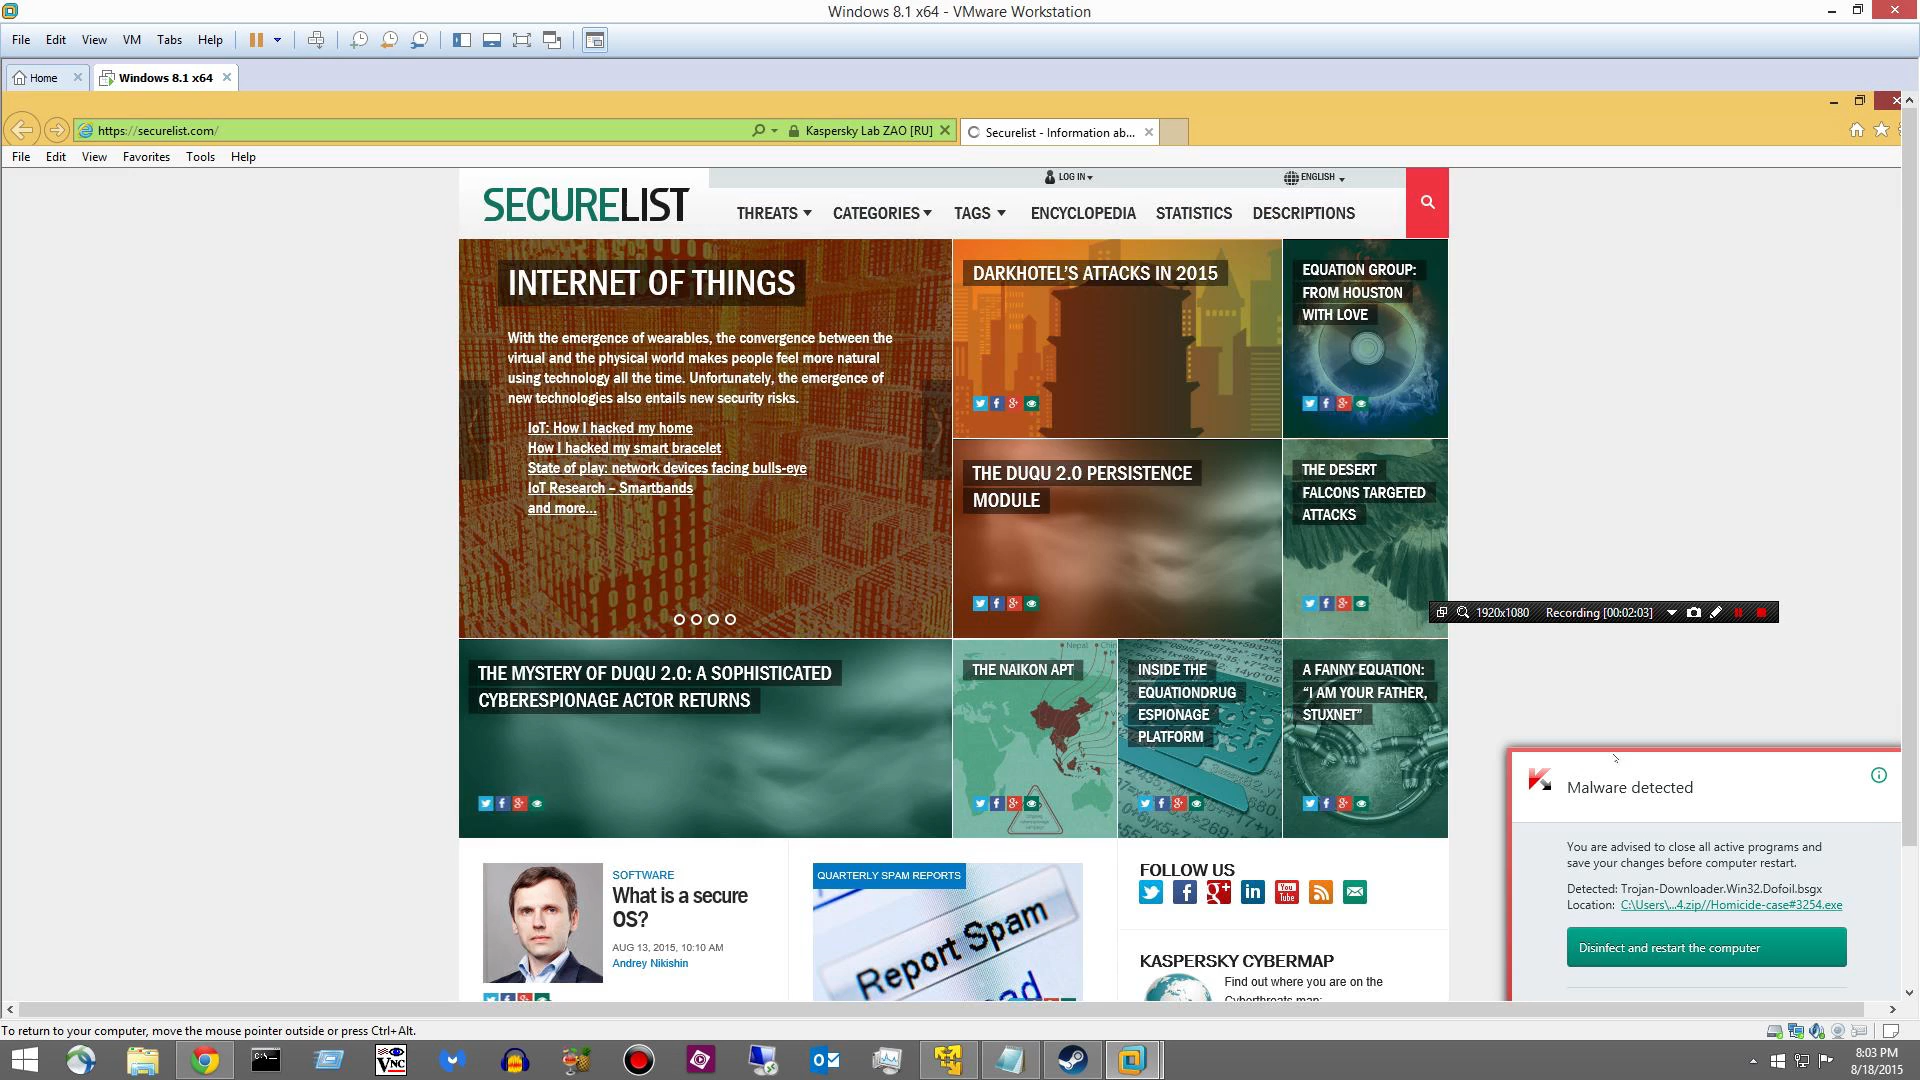 Windows 8.1 x64 - VMware Workstation
File Edit View VM Tabs Help
Home Windows 8.1 x64
https://securelist.com/ Kaspersky Lab ZAO [RU] Securelist - Information ab...
File Edit View Favorites Tools Help
LOG IN ENGLISH
SECURELIST
THREATS CATEGORIES TAGS ENCYCLOPEDIA STATISTICS DESCRIPTIONS
INTERNET OF THINGS
With the emergence of wearables, the convergence between the
virtual and the physical world makes people feel more natural
using technology all the time. Unfortunately, the emergence of
new technologies also entails new security risks.
IoT: How I hacked my home
How I hacked my smart bracelet
State of play: network devices facing bulls-eye
IoT Research – Smartbands
and more...
DARKHOTEL'S ATTACKS IN 2015
EQUATION GROUP:
FROM HOUSTON
WITH LOVE
THE DUQU 2.0 PERSISTENCE
MODULE
THE DESERT
FALCONS TARGETED
ATTACKS
1920x1080 Recording [00:02:03]
THE MYSTERY OF DUQU 2.0: A SOPHISTICATED
CYBERESPIONAGE ACTOR RETURNS
THE NAIKON APT
Nepal
INSIDE THE
EQUATIONDRUG
ESPIONAGE
PLATFORM
A FANNY EQUATION:
“I AM YOUR FATHER,
STUXNET”
SOFTWARE
What is a secure
OS?
AUG 13, 2015, 10:10 AM
Andrey Nikishin
QUARTERLY SPAM REPORTS
Report Spam
FOLLOW US
You
Tube
KASPERSKY CYBERMAP
Find out where you are on the
Cyberthreats map:
Malware detected
You are advised to close all active programs and
save your changes before computer restart.
Detected: Trojan-Downloader.Win32.Dofoil.bsgx
Location: C:\Users\...4.zip//Homicide-case#3254.exe
Disinfect and restart the computer
To return to your computer, move the mouse pointer outside or press Ctrl+Alt.
8:03 PM
8/18/2015